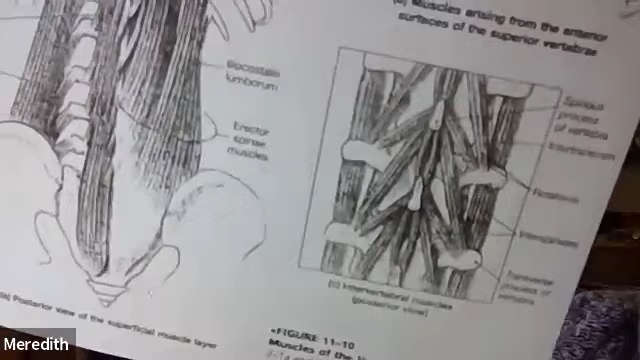 (b) Muscles arising from the anterior
surfaces of the superior vertebrae
Iliocostalis
lumborum
Erector
spinae
muscles
Spinous
process
of vertebra
Intertransversarii
Rotatores
Interspinales
Transverse
process of
vertebra
(c) Intervertebral muscles
(posterior view)
(a) Posterior view of the superficial muscle layer
•FIGURE 11-10
Muscles of the
Meredith